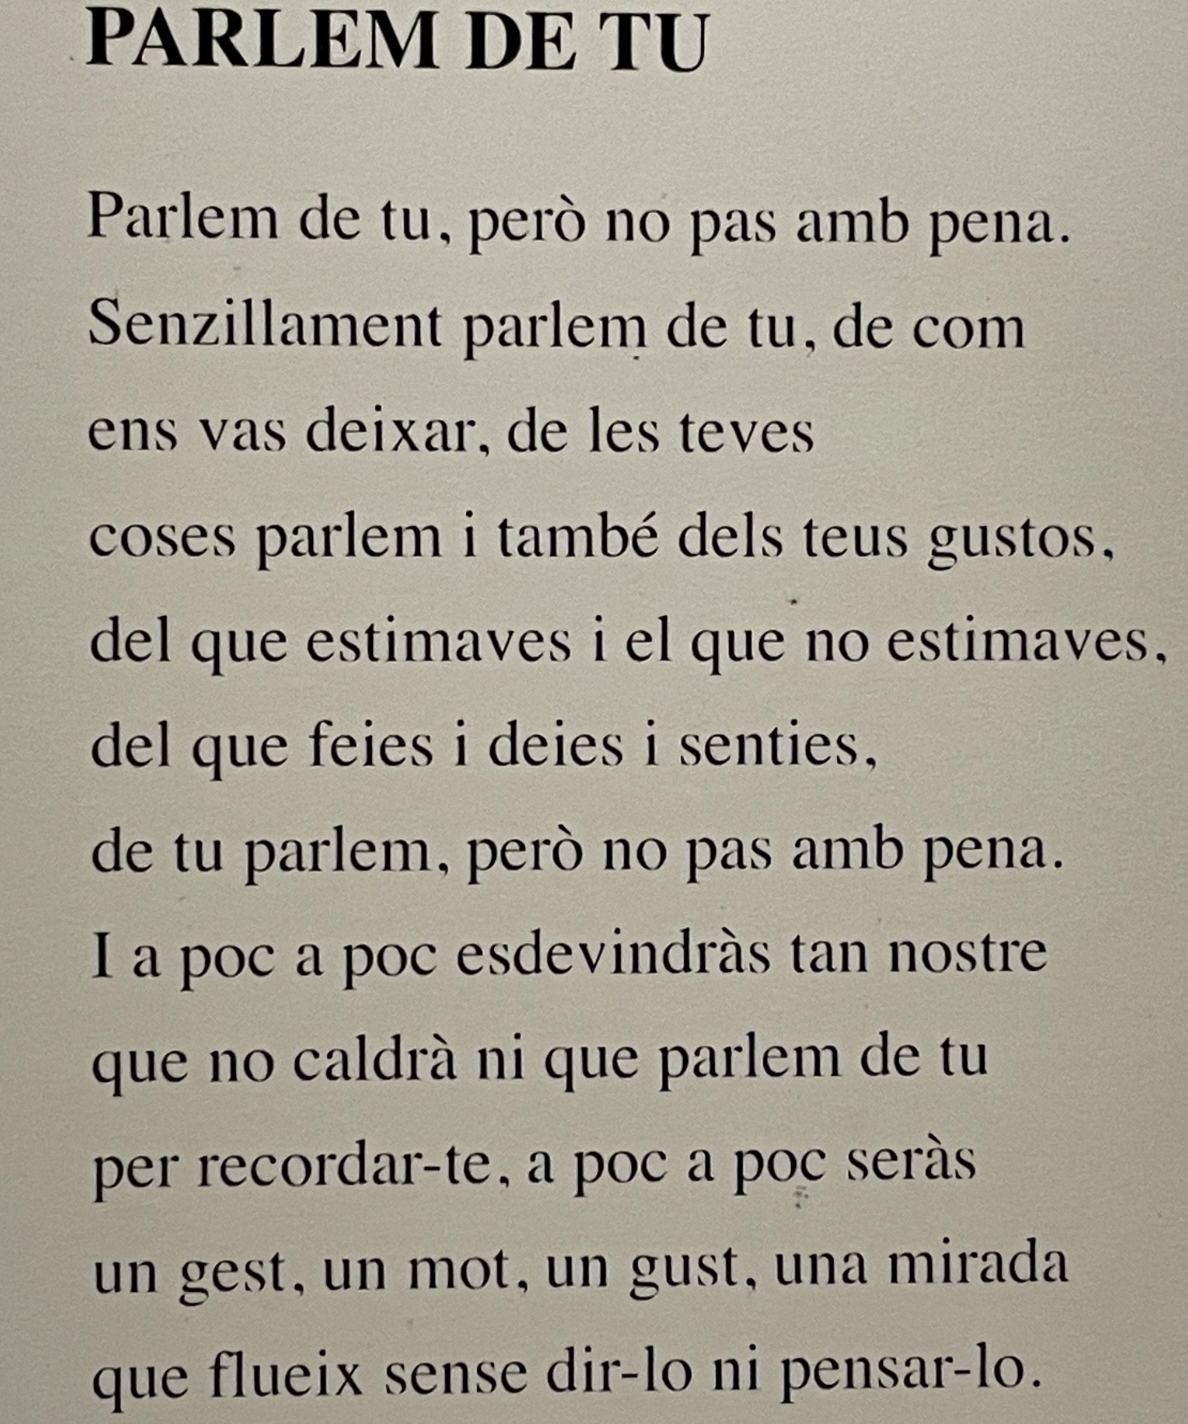 PARLEM DE TU
Parlem de tu, però no pas amb pena.
Senzillament parlem de tu, de com
ens vas deixar, de les teves
coses parlem i també dels teus gustos,
del que estimaves i el que no estimaves,
del que feies i deies i senties,
de tu parlem, però no pas amb pena.
I a poc a poc esdevindràs tan nostre
que no caldrà ni que parlem de tu
per recordar-te, a poc a poc seràs
un gest, un mot, un gust, una mirada
que flueix sense dir-lo ni pensar-lo.